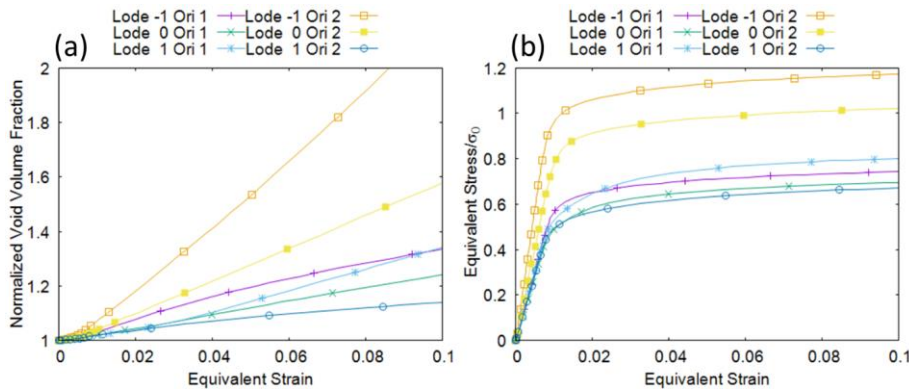 Lode -1 Ori 1 Lode -1 Ori 2
Lode 0 Ori 1 Lode 0 Ori 2
Lode 1 Ori 1 Lode 1 Ori 2
(a)
Normalized Void Volume Fraction
2
1.8
1.6
1.4
1.2
1
0 0.02 0.04 0.06 0.08 0.1
Equivalent Strain
Lode -1 Ori 1 Lode -1 Ori 2
Lode 0 Ori 1 Lode 0 Ori 2
Lode 1 Ori 1 Lode 1 Ori 2
(b)
Equivalent Stress/σ₀
1.2
1
0.8
0.6
0.4
0.2
0
0 0.02 0.04 0.06 0.08 0.1
Equivalent Strain